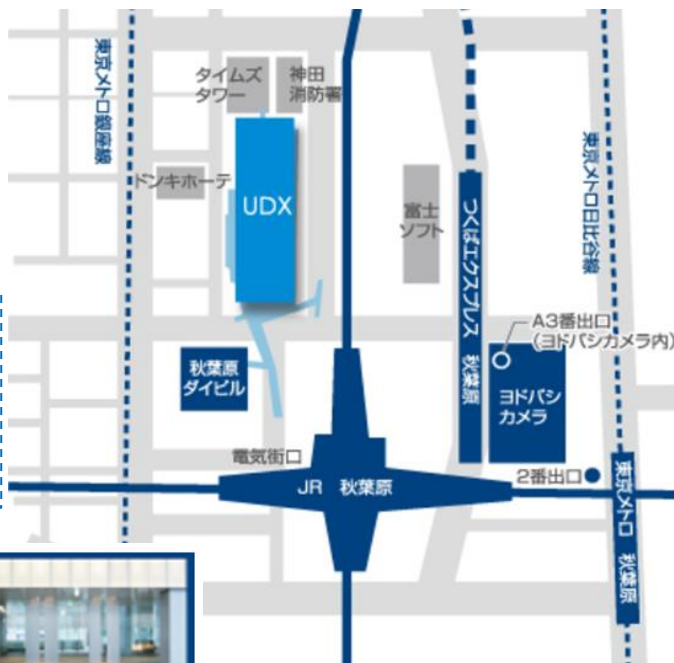 東京メトロ銀座線
タイムズ
タワー
神田
消防署
ドンキホーテ
UDX
富士
ソフト
つくばエクスプレス 秋葉原
東京メトロ日比谷線
A3番出口
(ヨドバシカメラ内)
秋葉原
ダイビル
ヨドバシ
カメラ
電気街口
JR 秋葉原
2番出口
東京メトロ 秋葉原